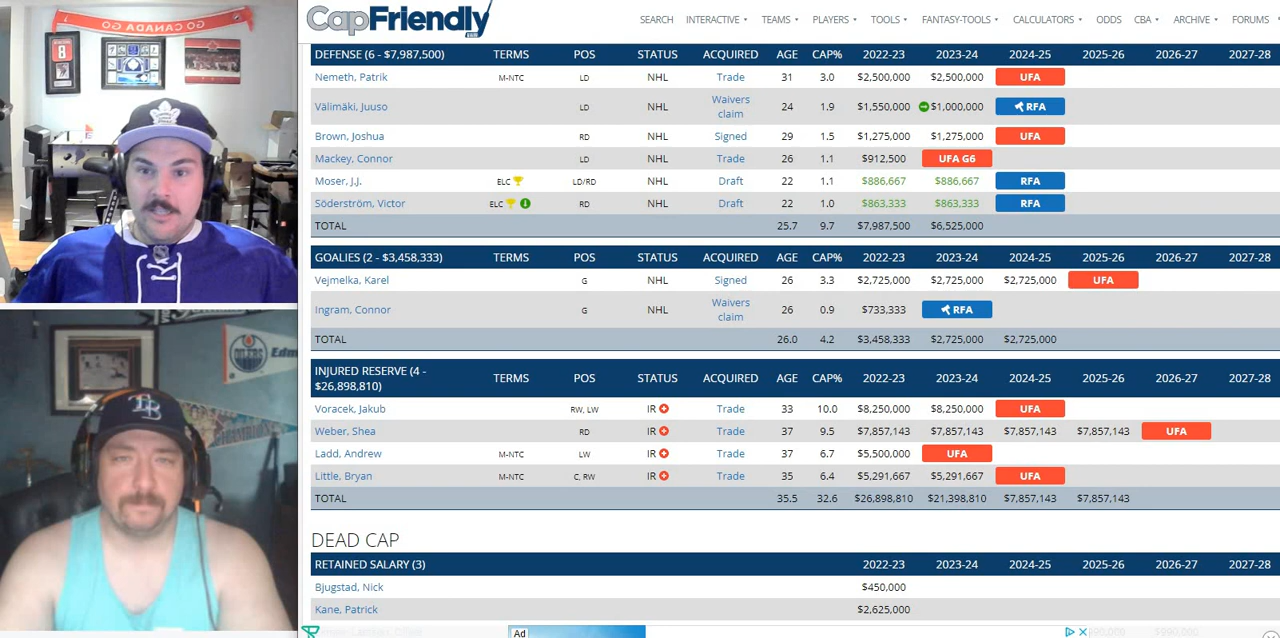 GO CANADA GO
8
TB
OILERS
Edm
CapFriendly
.com
SEARCH INTERACTIVE TEAMS PLAYERS TOOLS FANTASY-TOOLS CALCULATORS ODDS CBA ARCHIVE FORUMS
DEFENSE (6 - $7,987,500) TERMS POS STATUS ACQUIRED AGE CAP% 2022-23 2023-24 2024-25 2025-26 2026-27 2027-28
Nemeth, Patrik M-NTC LD NHL Trade 31 3.0 $2,500,000 $2,500,000 UFA
Välimäki, Juuso LD NHL Waivers claim 24 1.9 $1,550,000 $1,000,000 RFA
Brown, Joshua RD NHL Signed 29 1.5 $1,275,000 $1,275,000 UFA
Mackey, Connor LD NHL Trade 26 1.1 $912,500 UFA G6
Moser, J.J. ELC LD/RD NHL Draft 22 1.1 $886,667 $886,667 RFA
Söderström, Victor ELC RD NHL Draft 22 1.0 $863,333 $863,333 RFA
TOTAL 25.7 9.7 $7,987,500 $6,525,000
GOALIES (2 - $3,458,333) TERMS POS STATUS ACQUIRED AGE CAP% 2022-23 2023-24 2024-25 2025-26 2026-27 2027-28
Vejmelka, Karel G NHL Signed 26 3.3 $2,725,000 $2,725,000 $2,725,000 UFA
Ingram, Connor G NHL Waivers claim 26 0.9 $733,333 RFA
TOTAL 26.0 4.2 $3,458,333 $2,725,000 $2,725,000
INJURED RESERVE (4 - $26,898,810) TERMS POS STATUS ACQUIRED AGE CAP% 2022-23 2023-24 2024-25 2025-26 2026-27 2027-28
Voracek, Jakub RW, LW IR Trade 33 10.0 $8,250,000 $8,250,000 UFA
Weber, Shea RD IR Trade 37 9.5 $7,857,143 $7,857,143 $7,857,143 $7,857,143 UFA
Ladd, Andrew M-NTC LW IR Trade 37 6.7 $5,500,000 UFA
Little, Bryan M-NTC C, RW IR Trade 35 6.4 $5,291,667 $5,291,667 UFA
TOTAL 35.5 32.6 $26,898,810 $21,398,810 $7,857,143 $7,857,143
DEAD CAP
RETAINED SALARY (3) 2022-23 2023-24 2024-25 2025-26 2026-27 2027-28
Bjugstad, Nick $450,000
Kane, Patrick $2,625,000
Ad